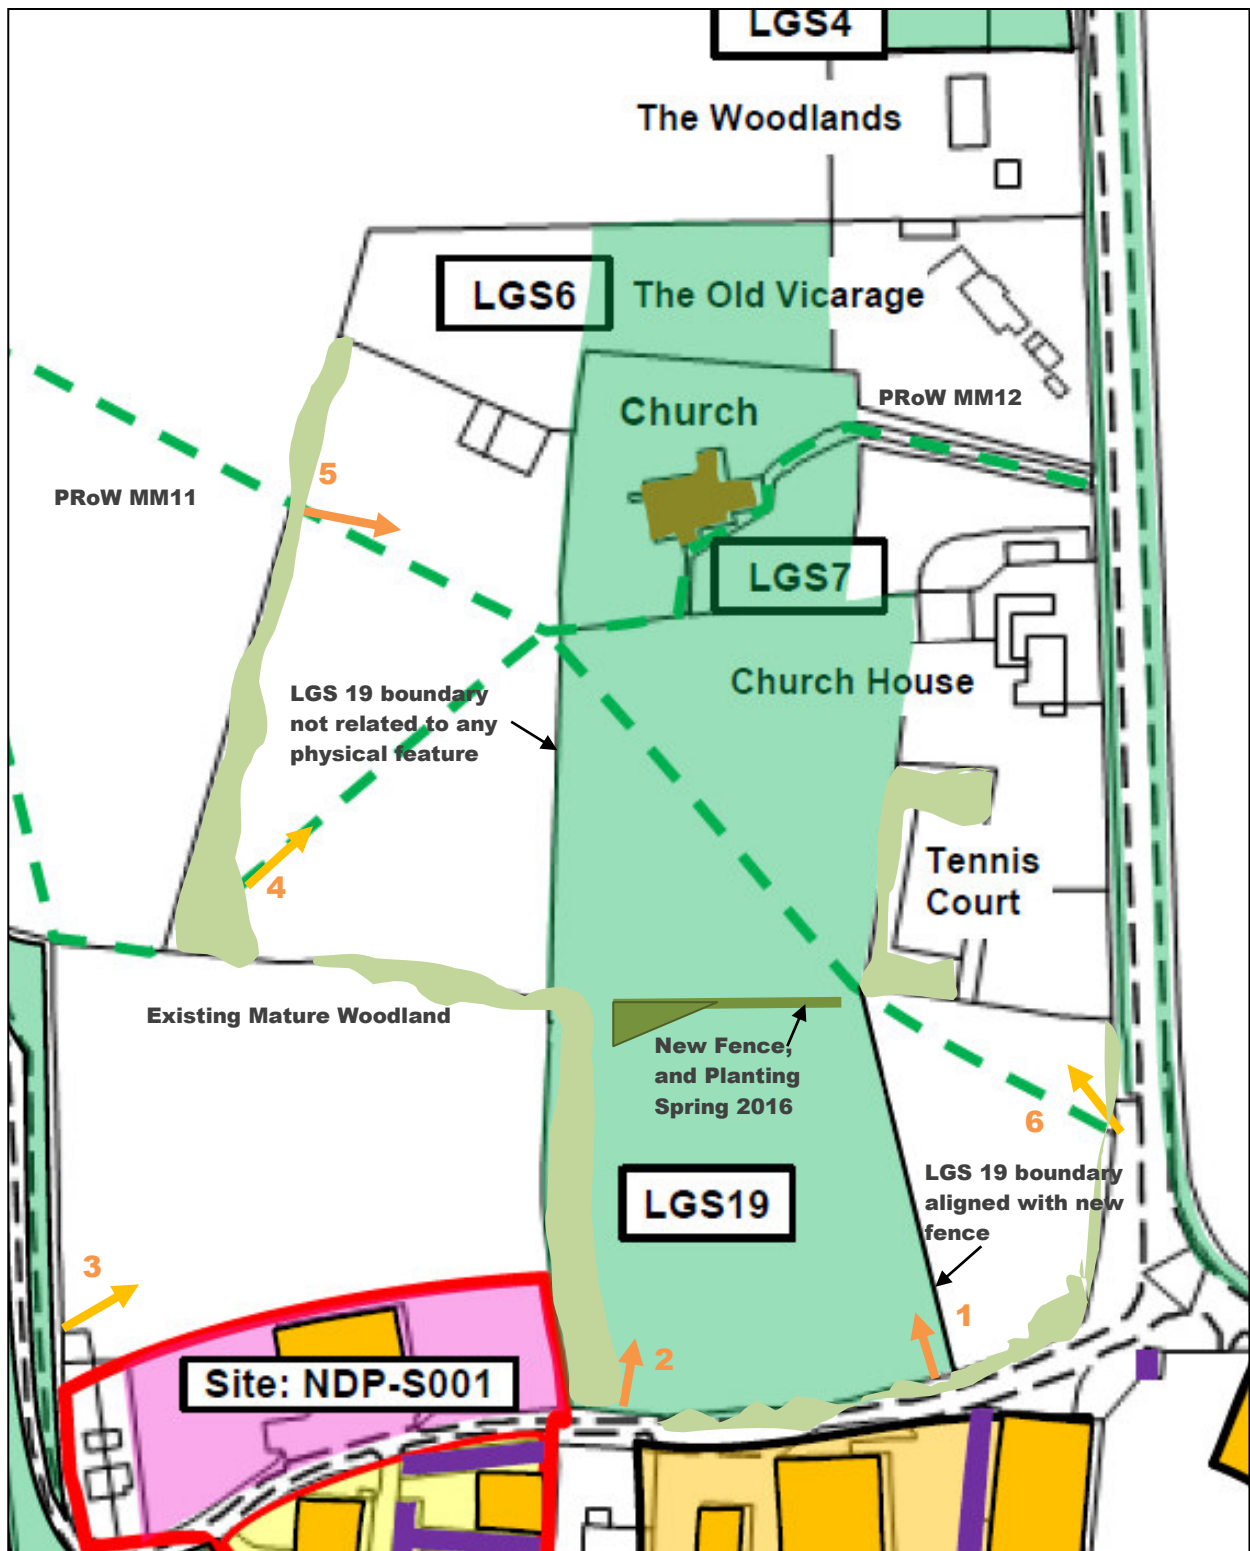 LGS4
The Woodlands
LGS6
The Old Vicarage
PRoW MM12
Church
5
PRoW MM11
LGS7
Church House
LGS 19 boundary
not related to any
physical feature
Tennis
Court
4
Existing Mature Woodland
New Fence,
and Planting
Spring 2016
6
LGS 19 boundary
aligned with new
fence
LGS19
3
1
2
Site: NDP-S001